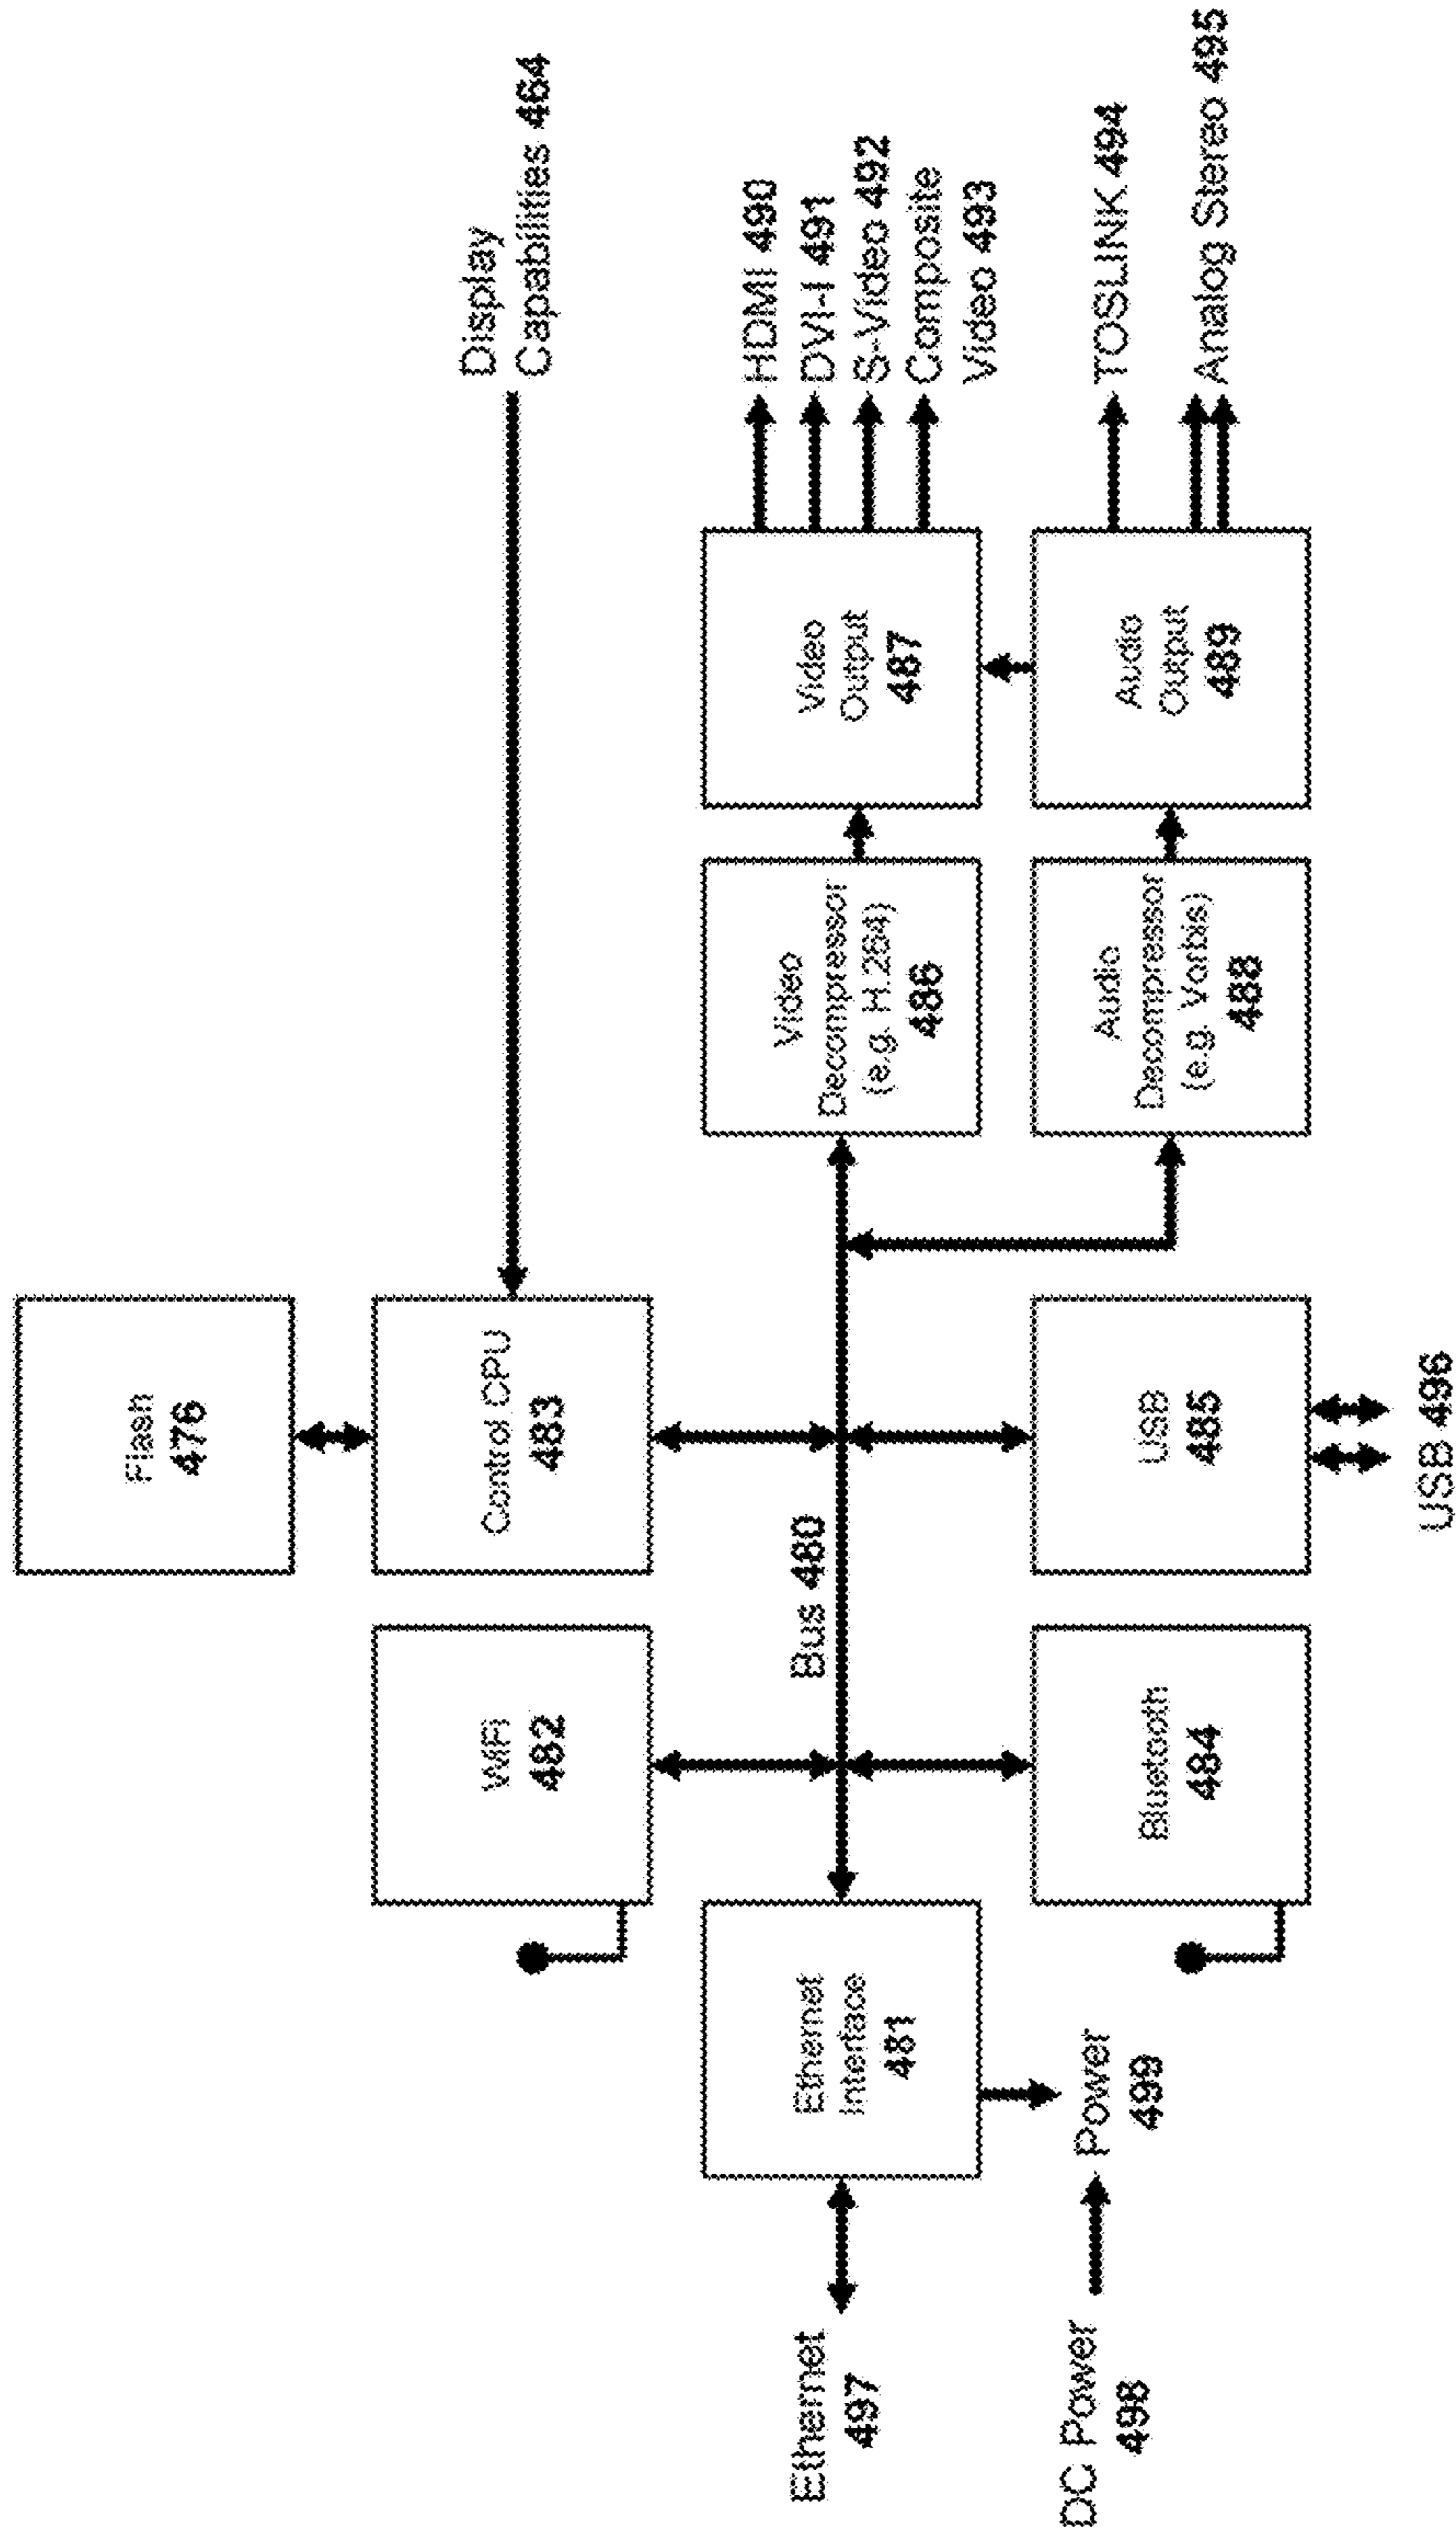 Flash
476
Display
Capabilities 464
WiFi
482
Control CPU
483
HDMI 490
DVI-I 491
S-Video 492
Composite
Video 493
Bus 480
Ethernet
497
Ethernet
Interface
481
Video
Decompressor
(e.g. H.264)
486
Video
Output
487
DC Power
498
Power
499
Bluetooth
484
USB
485
Audio
Decompressor
(e.g. Vorbis)
488
Audio
Output
489
TOSLINK 494
Analog Stereo 495
USB 496